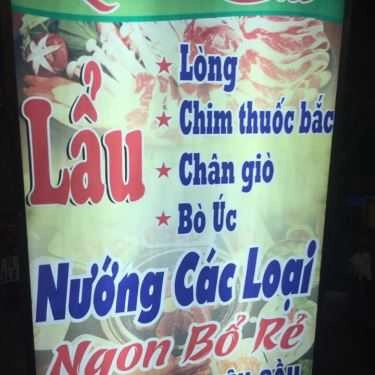 Lẩu
★ Lòng
★ Chim thuốc bắc
★ Chân giò
★ Bò Úc
Nướng Các Loại
Ngon Bổ Rẻ